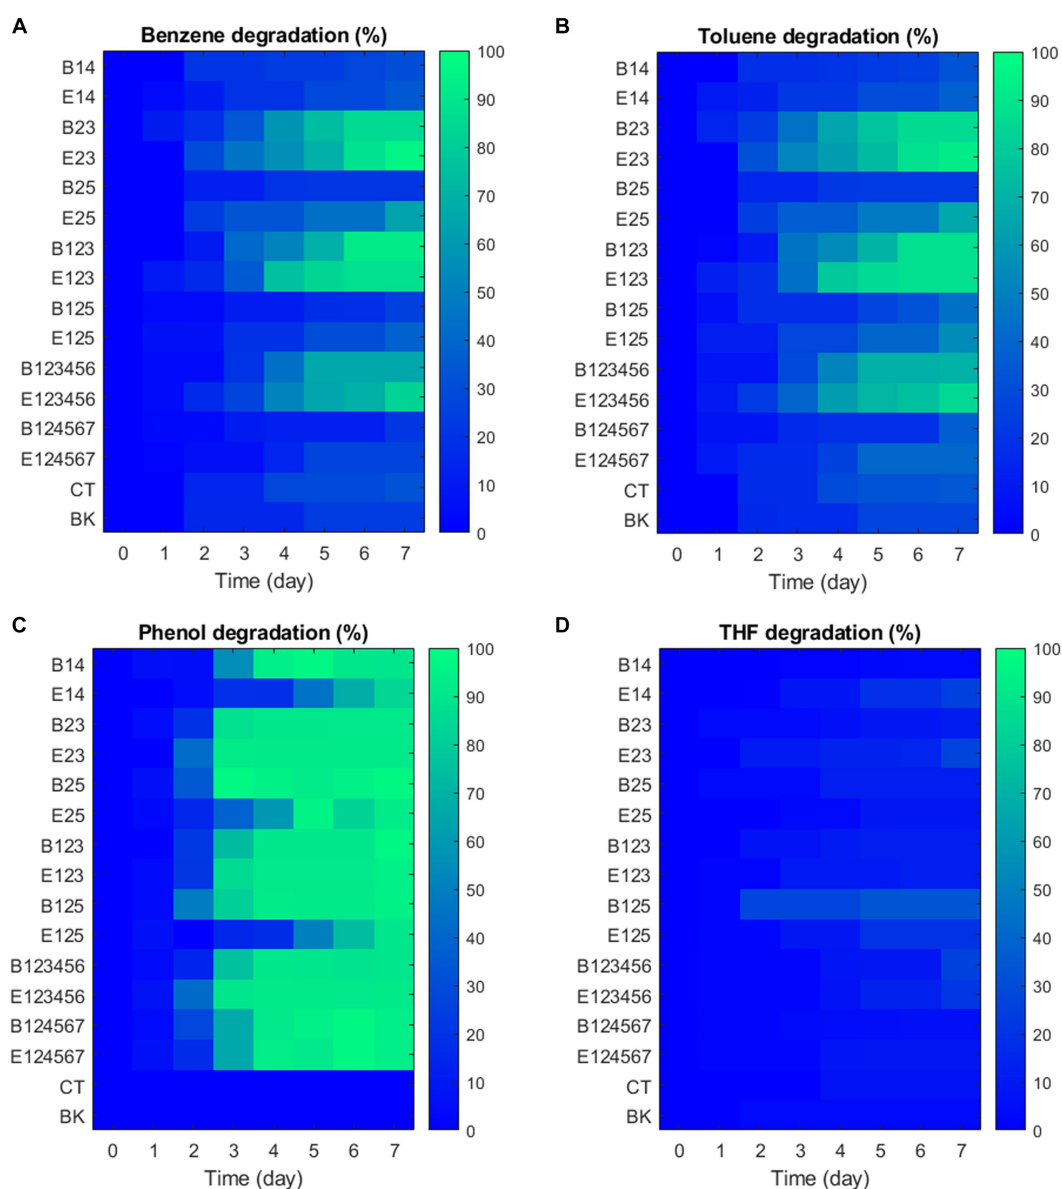 A
Benzene degradation (%)
B14
E14
B23
E23
B25
E25
B123
E123
B125
E125
B123456
E123456
B124567
E124567
CT
BK
0 1 2 3 4 5 6 7
Time (day)
100
90
80
70
60
50
40
30
20
10
0
B
Toluene degradation (%)
B14
E14
B23
E23
B25
E25
B123
E123
B125
E125
B123456
E123456
B124567
E124567
CT
BK
0 1 2 3 4 5 6 7
Time (day)
100
90
80
70
60
50
40
30
20
10
0
C
Phenol degradation (%)
B14
E14
B23
E23
B25
E25
B123
E123
B125
E125
B123456
E123456
B124567
E124567
CT
BK
0 1 2 3 4 5 6 7
Time (day)
100
90
80
70
60
50
40
30
20
10
0
D
THF degradation (%)
B14
E14
B23
E23
B25
E25
B123
E123
B125
E125
B123456
E123456
B124567
E124567
CT
BK
0 1 2 3 4 5 6 7
Time (day)
100
90
80
70
60
50
40
30
20
10
0